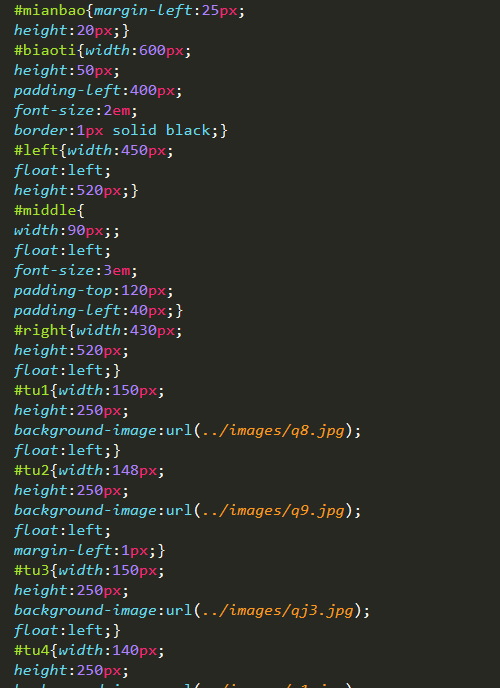 #mianbao{margin-left:25px;
height:20px;}
#biaoti{width:600px;
height:50px;
padding-left:400px;
font-size:2em;
border:1px solid black;}
#left{width:450px;
float:left;
height:520px;}
#middle{
width:90px;;
float:left;
font-size:3em;
padding-top:120px;
padding-left:40px;}
#right{width:430px;
height:520px;
float:left;}
#tu1{width:150px;
height:250px;
background-image:url(../images/q8.jpg);
float:left;}
#tu2{width:148px;
height:250px;
background-image:url(../images/q9.jpg);
float:left;
margin-left:1px;}
#tu3{width:150px;
height:250px;
background-image:url(../images/qj3.jpg);
float:left;}
#tu4{width:140px;
height:250px;